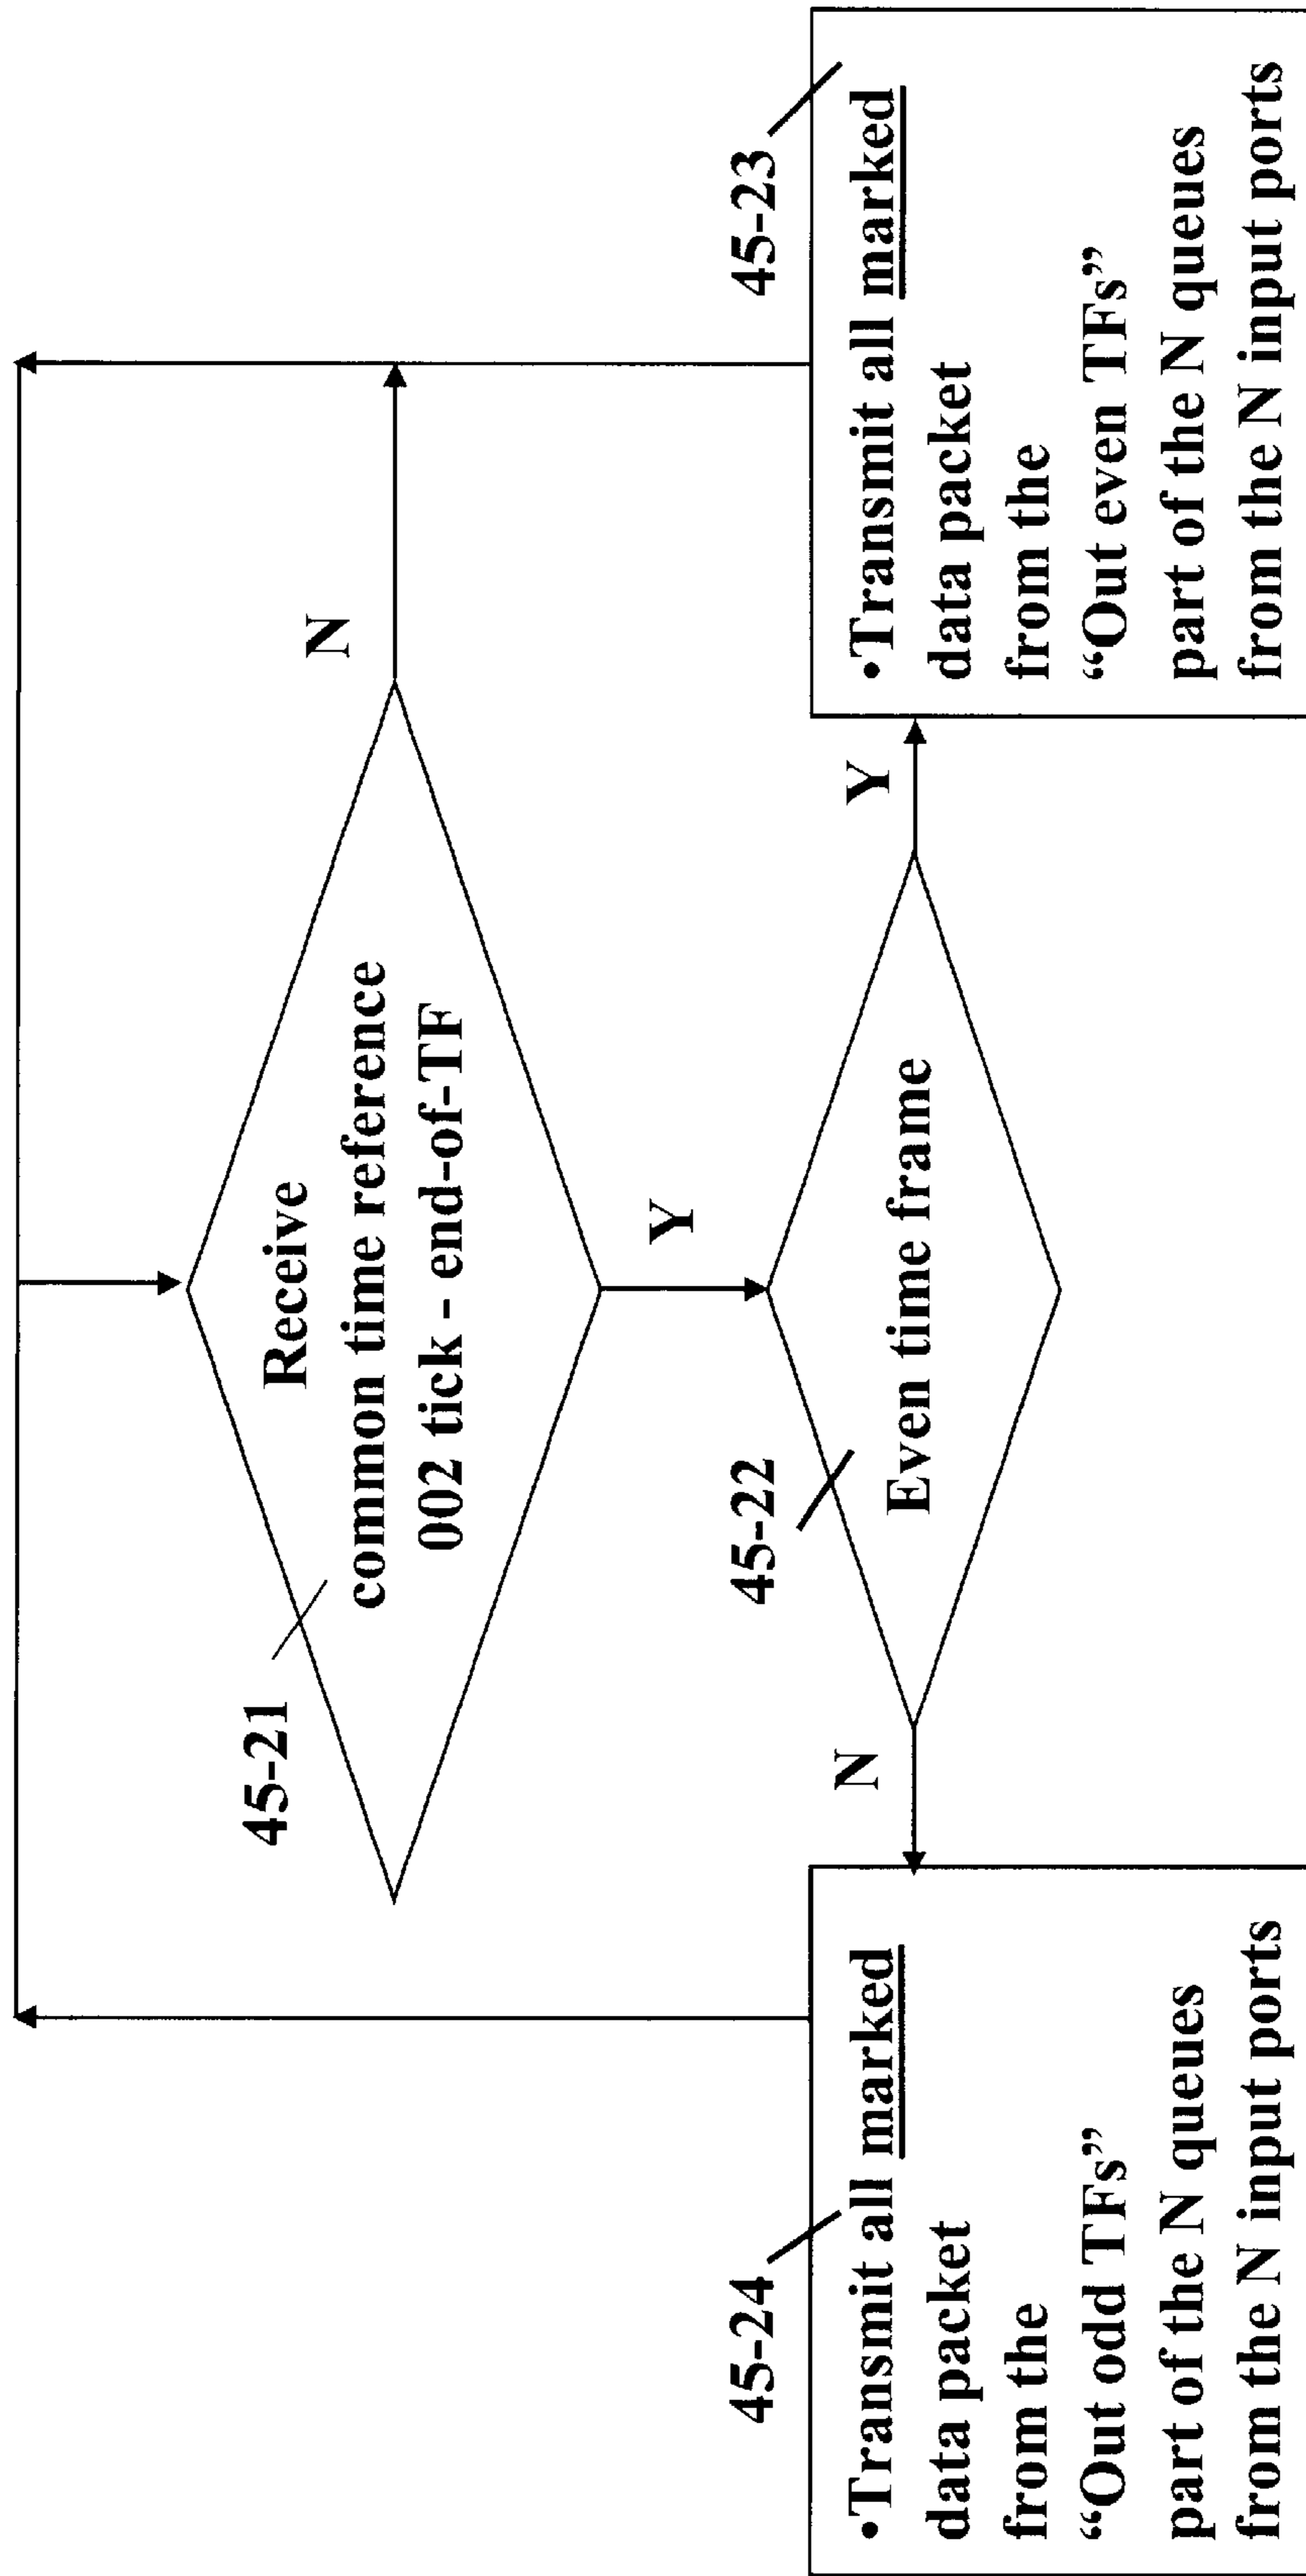 45-21
Receive
common time reference
002 tick - end-of-TF
N
Y
45-22
Even time frame
N
Y
45-24
•Transmit all marked
data packet
from the
“Out odd TFs”
part of the N queues
from the N input ports
45-23
•Transmit all marked
data packet
from the
“Out even TFs”
part of the N queues
from the N input ports